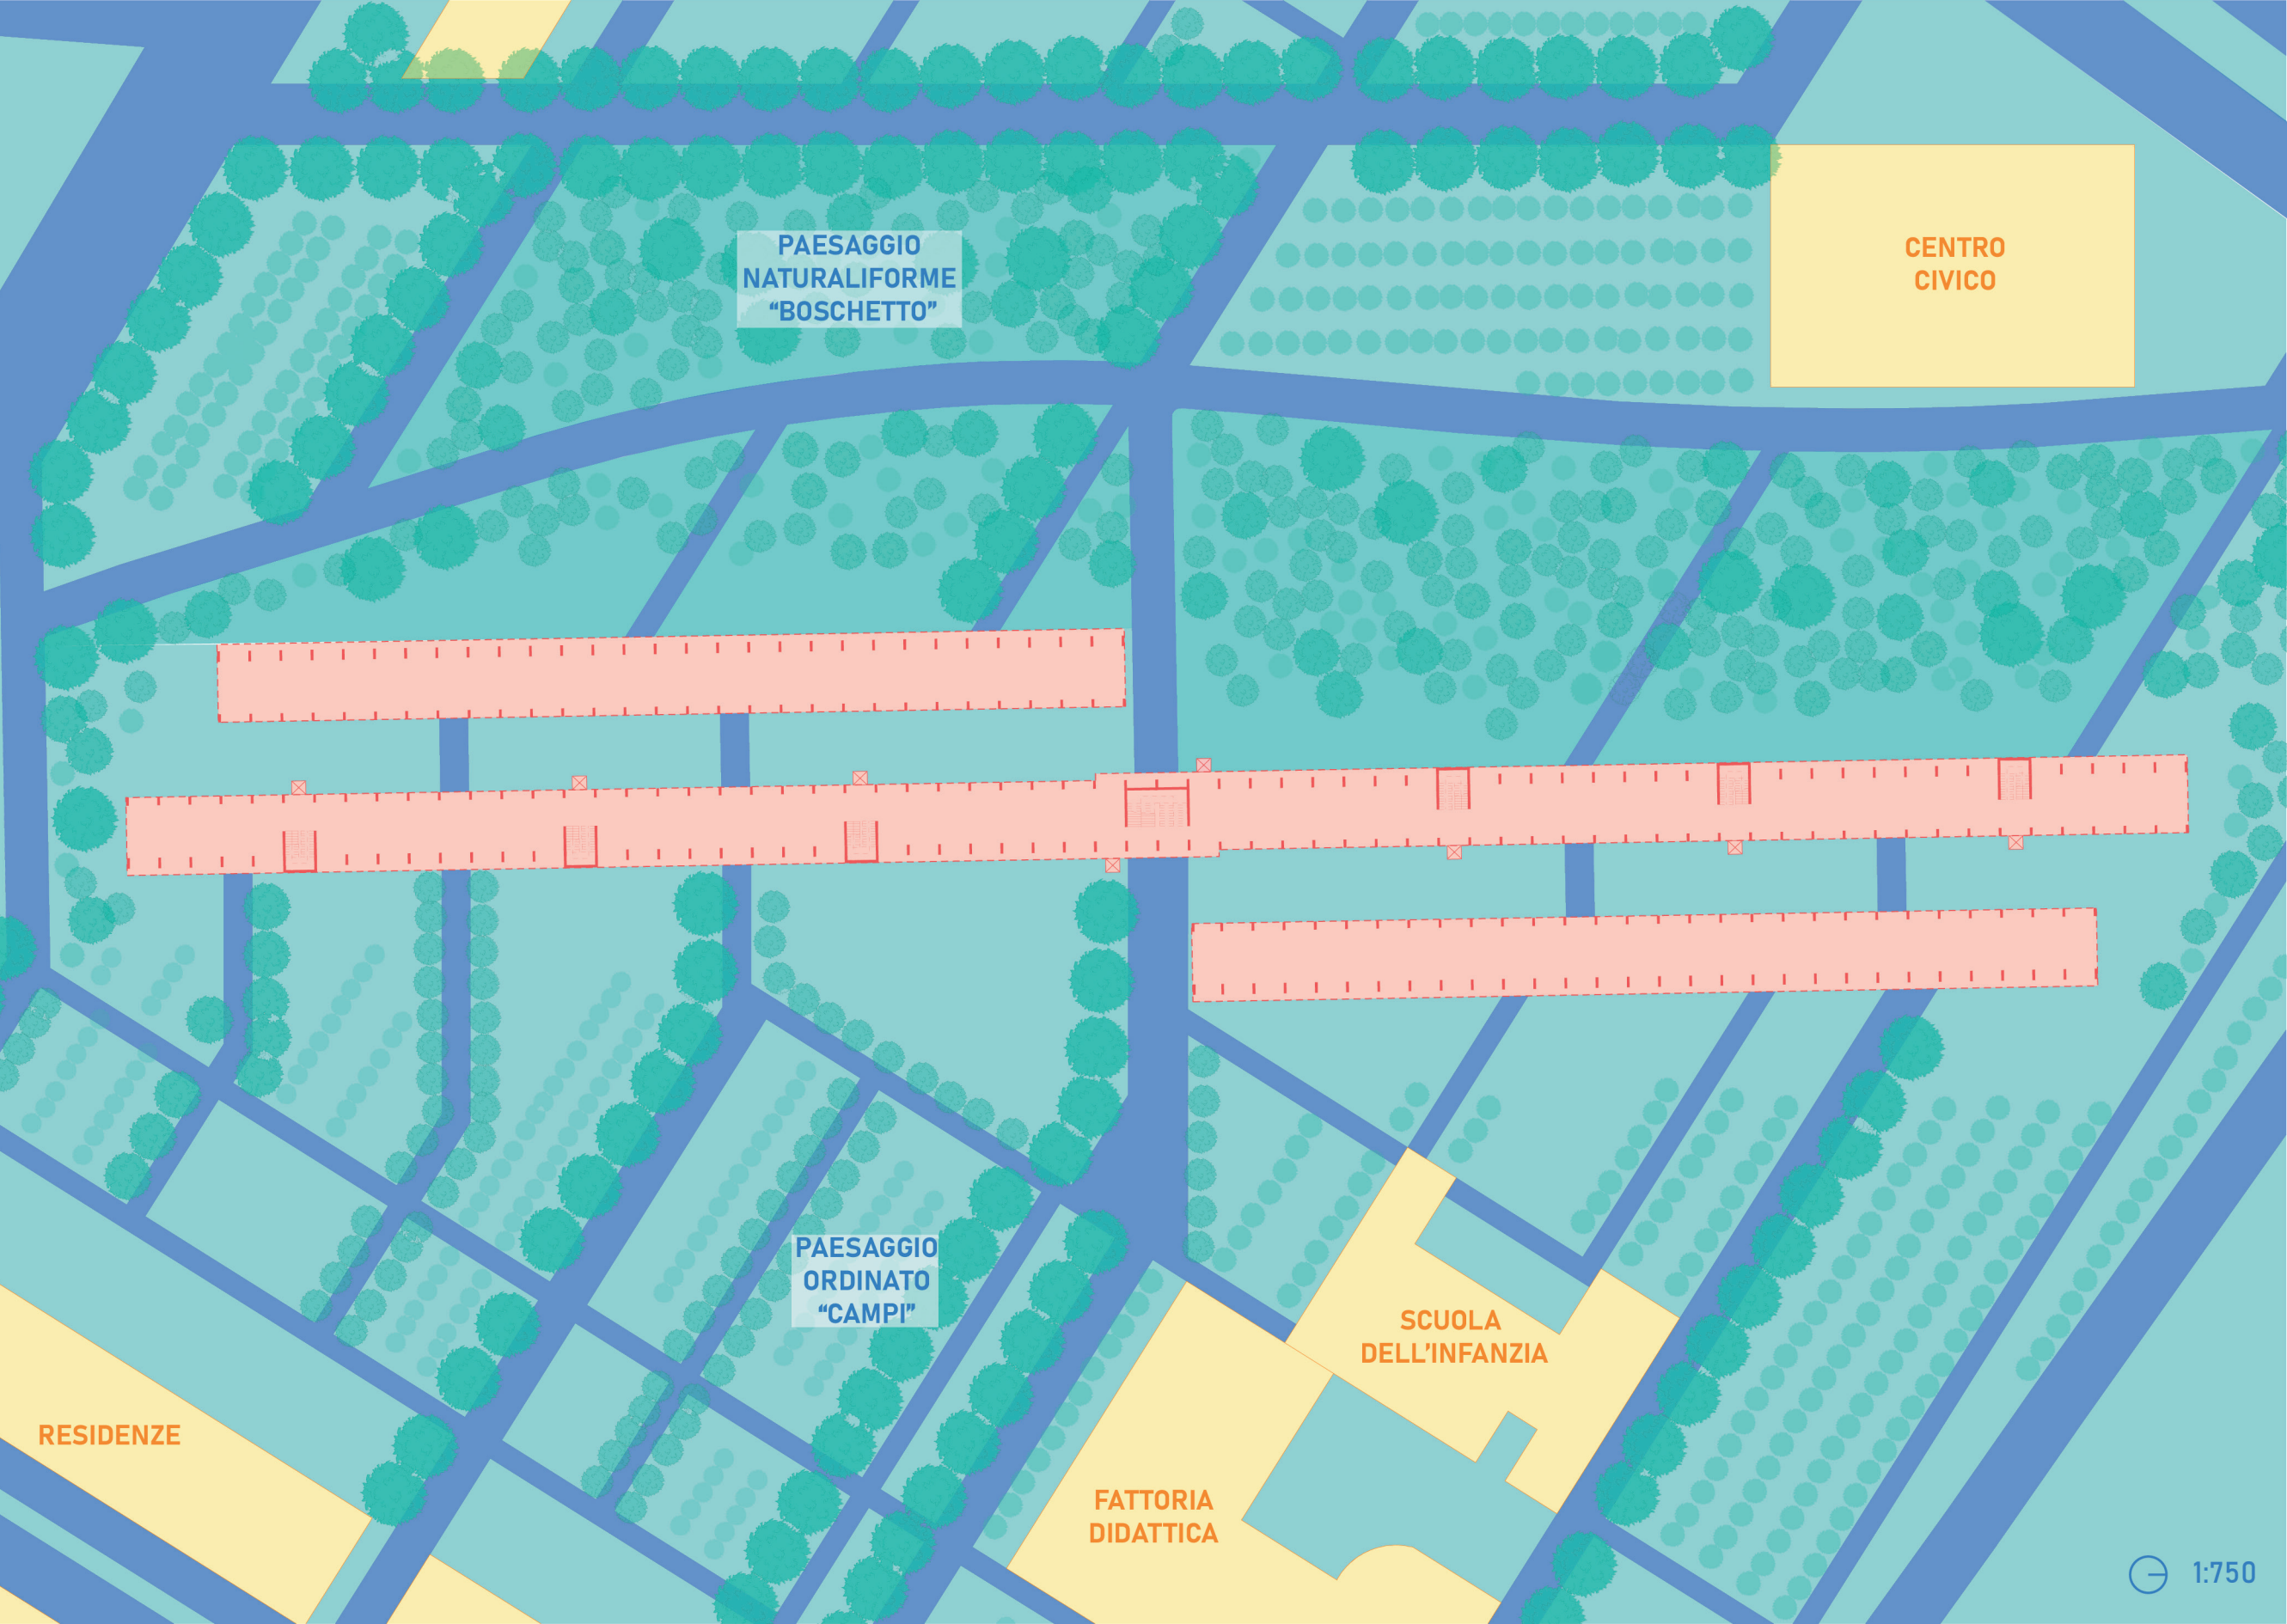 PAESAGGIO
NATURALIFORME
“BOSCHETTO”
CENTRO
CIVICO
PAESAGGIO
ORDINATO
“CAMPI”
SCUOLA
DELL’INFANZIA
RESIDENZE
FATTORIA
DIDATTICA
1:750